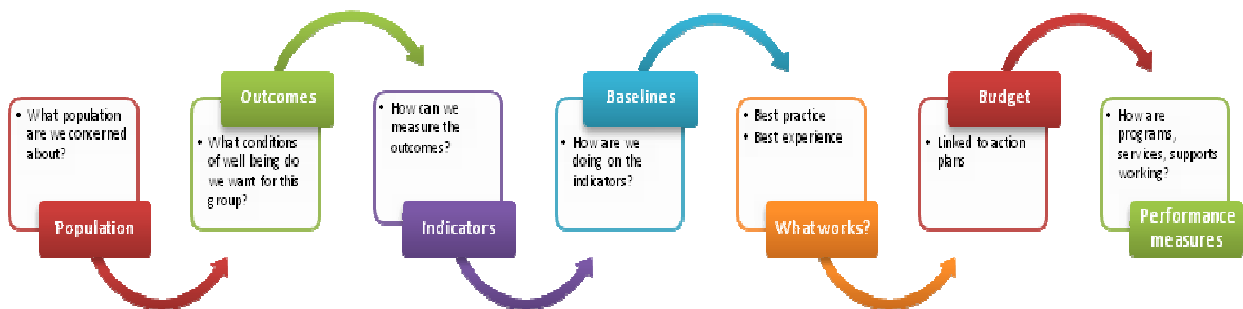 • What population
are we concerned
about?
Population
Outcomes
• What conditions
of well being do
we want for this
group?
• How can we
measure the
outcomes?
Indicators
Baselines
• How are we
doing on the
indicators?
• Best practice
• Best experience
What works?
Budget
• Linked to action
plans
• How are
programs,
services, supports
working?
Performance
measures